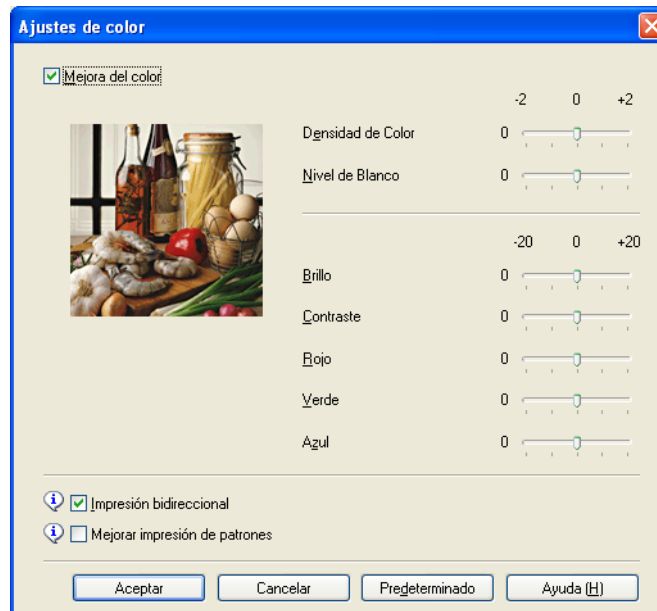 Ajustes de color
Mejora del color
-2 0 +2
Densidad de Color 0
Nivel de Blanco 0
-20 0 +20
Brillo 0
Contraste 0
Rojo 0
Verde 0
Azul 0
Impresión bidireccional
Mejorar impresión de patrones
Aceptar Cancelar Predeterminado Ayuda (H)